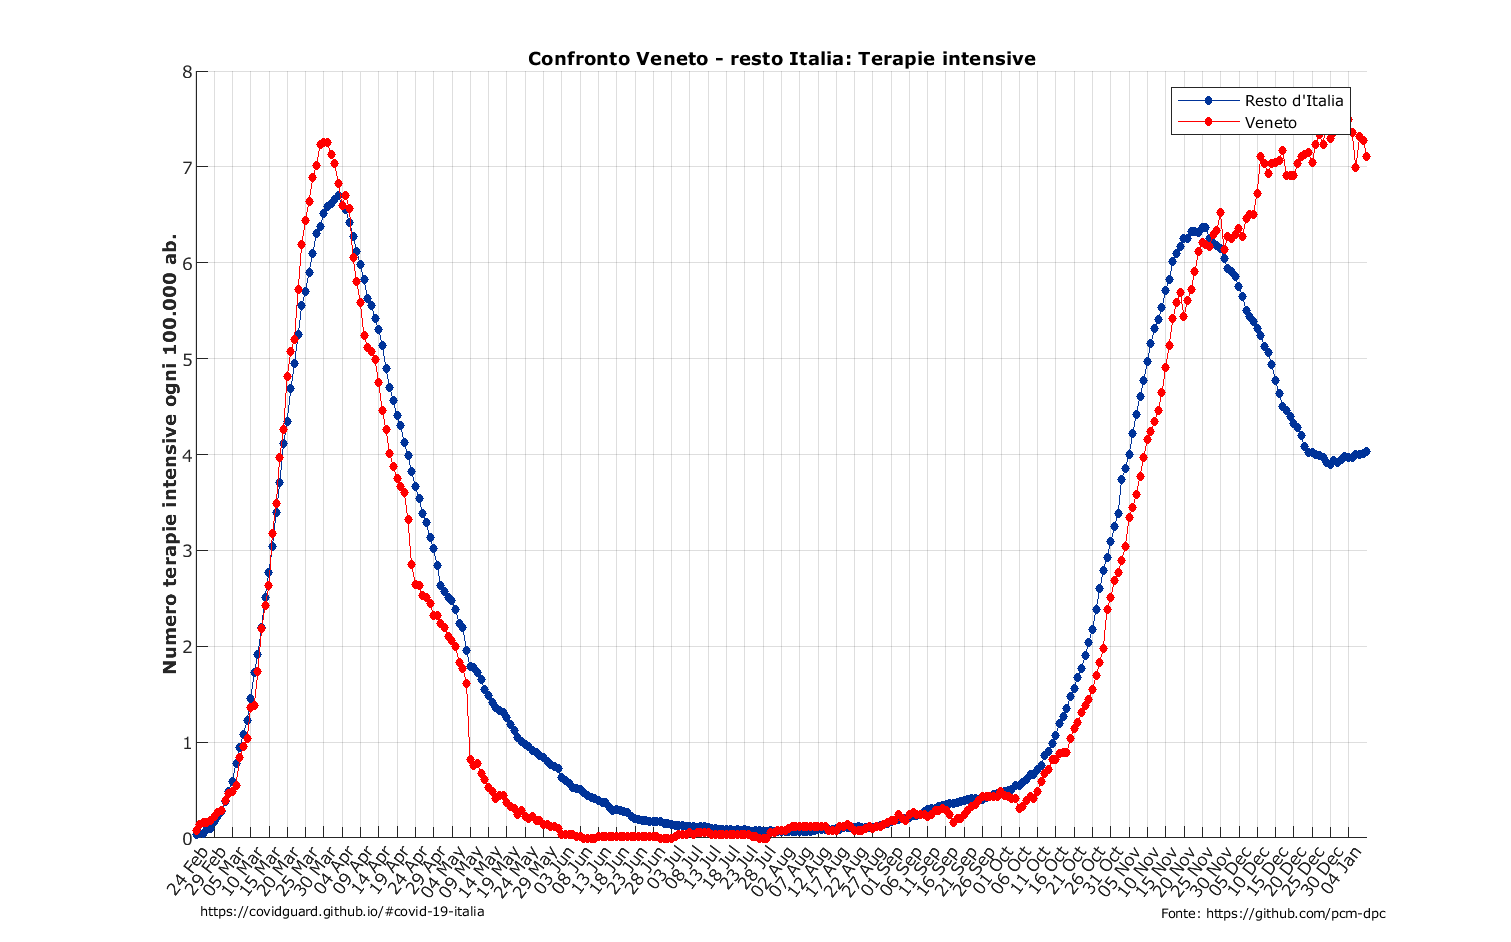 Confronto Veneto - resto Italia: Terapie intensive
Resto d'Italia
Veneto
Numero terapie intensive ogni 100.000 ab.
8
7
6
5
4
3
2
1
0
24 Feb
29 Feb
05 Mar
10 Mar
15 Mar
20 Mar
25 Mar
30 Mar
04 Apr
09 Apr
14 Apr
19 Apr
24 Apr
29 Apr
04 May
09 May
14 May
19 May
24 May
29 May
03 Jun
08 Jun
13 Jun
18 Jun
23 Jun
28 Jun
03 Jul
08 Jul
13 Jul
18 Jul
23 Jul
28 Jul
02 Aug
07 Aug
12 Aug
17 Aug
22 Aug
27 Aug
01 Sep
06 Sep
11 Sep
16 Sep
21 Sep
26 Sep
01 Oct
06 Oct
11 Oct
16 Oct
21 Oct
26 Oct
31 Oct
05 Nov
10 Nov
15 Nov
20 Nov
25 Nov
30 Nov
05 Dec
10 Dec
15 Dec
20 Dec
25 Dec
30 Dec
04 Jan
https://covidguard.github.io/#covid-19-italia
Fonte: https://github.com/pcm-dpc